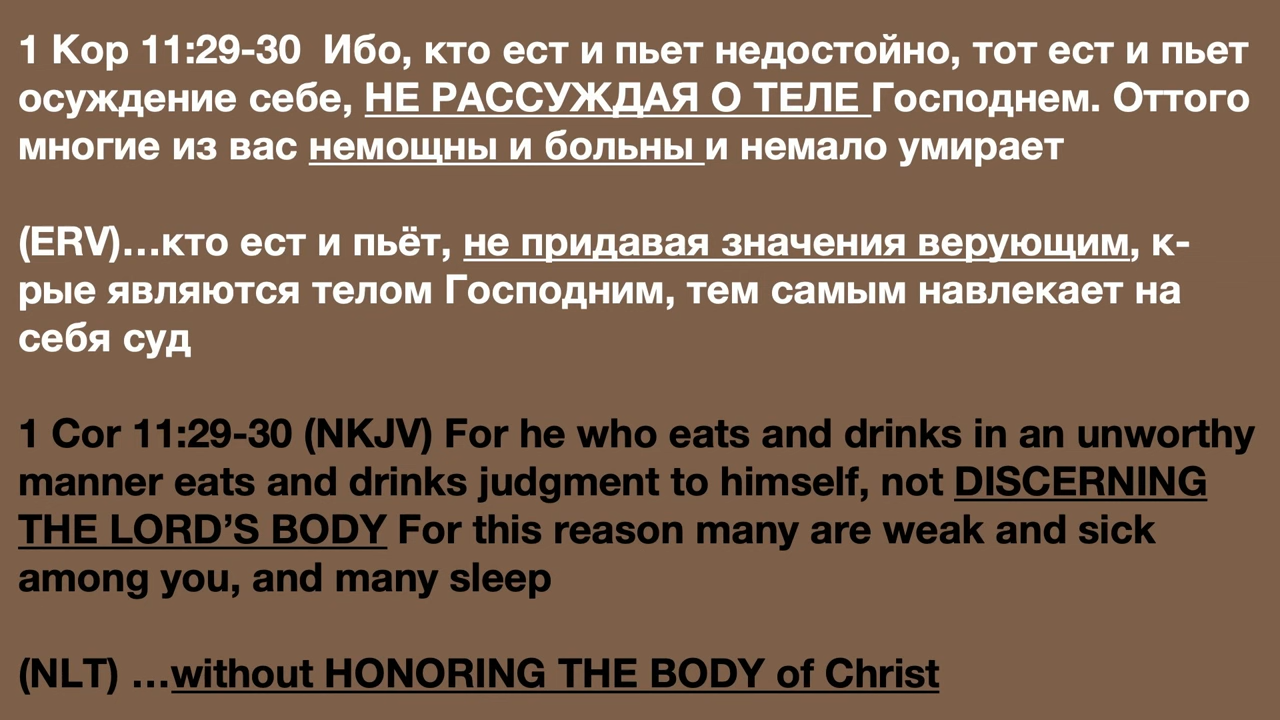 1 Кор 11:29-30  Ибо, кто ест и пьет недостойно, тот ест и пьет
осуждение себе, НЕ РАССУЖДАЯ О ТЕЛЕ Господнем. Оттого
многие из вас немощны и больны и немало умирает
(ERV)…кто ест и пьёт, не придавая значения верующим, к-
рые являются телом Господним, тем самым навлекает на
себя суд
1 Cor 11:29-30 (NKJV) For he who eats and drinks in an unworthy
manner eats and drinks judgment to himself, not DISCERNING
THE LORD’S BODY For this reason many are weak and sick
among you, and many sleep
(NLT) …without HONORING THE BODY of Christ